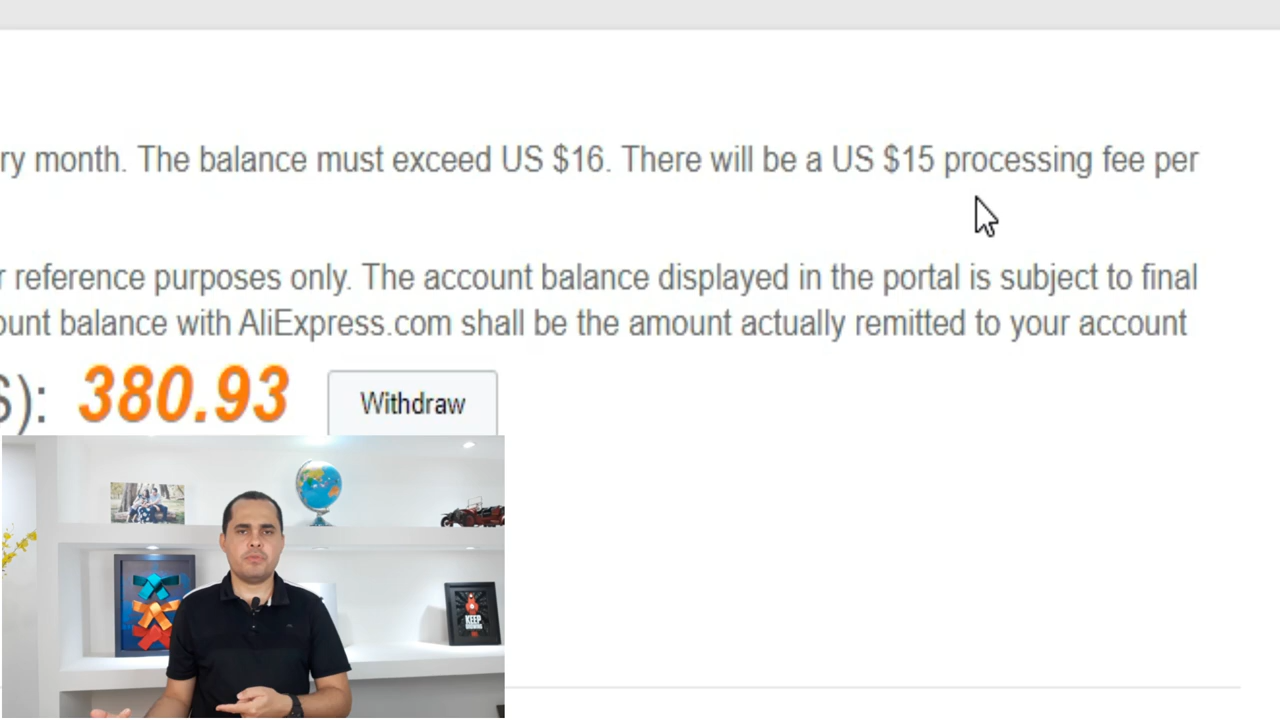 ry month. The balance must exceed US $16. There will be a US $15 processing fee per
r reference purposes only. The account balance displayed in the portal is subject to final
ount balance with AliExpress.com shall be the amount actually remitted to your account
$): 380.93 Withdraw
KEEP